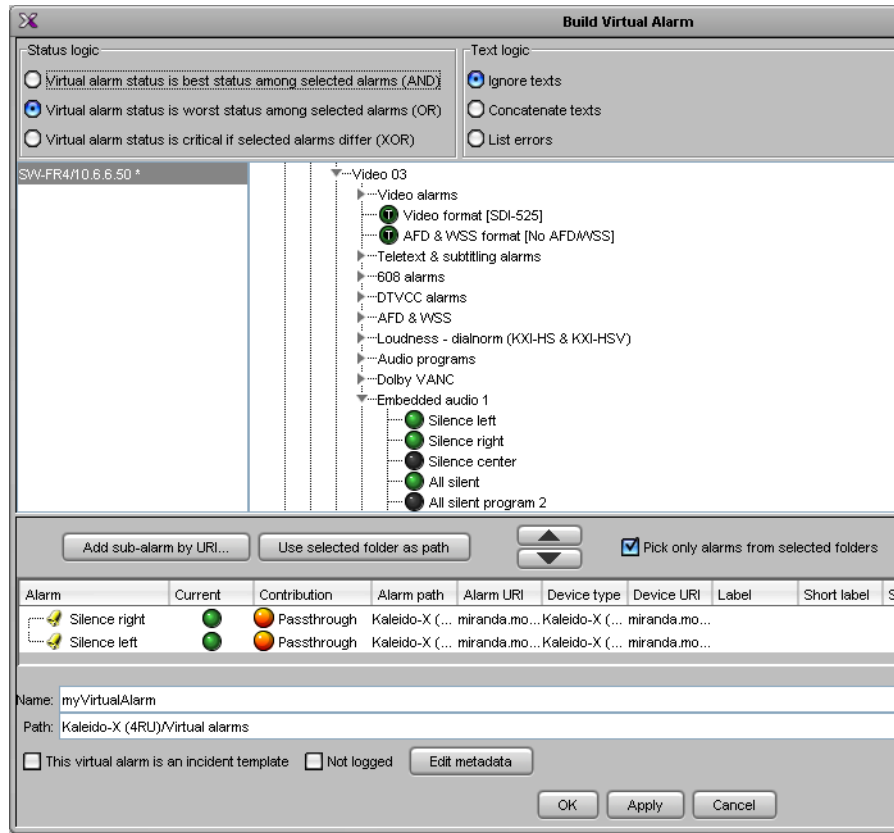 Build Virtual Alarm
Status logic
Virtual alarm status is best status among selected alarms (AND)
Virtual alarm status is worst status among selected alarms (OR)
Virtual alarm status is critical if selected alarms differ (XOR)
Text logic
Ignore texts
Concatenate texts
List errors
SW-FR4/10.6.6.50 *
Video 03
Video alarms
T Video format [SDI-525]
T AFD & WSS format [No AFD/WSS]
Teletext & subtitling alarms
608 alarms
DTVCC alarms
AFD & WSS
Loudness - dialnorm (KXI-HS & KXI-HSV)
Audio programs
Dolby VANC
Embedded audio 1
Silence left
Silence right
Silence center
All silent
All silent program 2
Add sub-alarm by URI... Use selected folder as path Pick only alarms from selected folders
Alarm Current Contribution Alarm path Alarm URI Device type Device URI Label Short label S
Silence right Passthrough Kaleido-X (... miranda.mo... Kaleido-X (... miranda.mo...
Silence left Passthrough Kaleido-X (... miranda.mo... Kaleido-X (... miranda.mo...
Name: myVirtualAlarm
Path: Kaleido-X (4RU)/Virtual alarms
This virtual alarm is an incident template Not logged Edit metadata
OK Apply Cancel